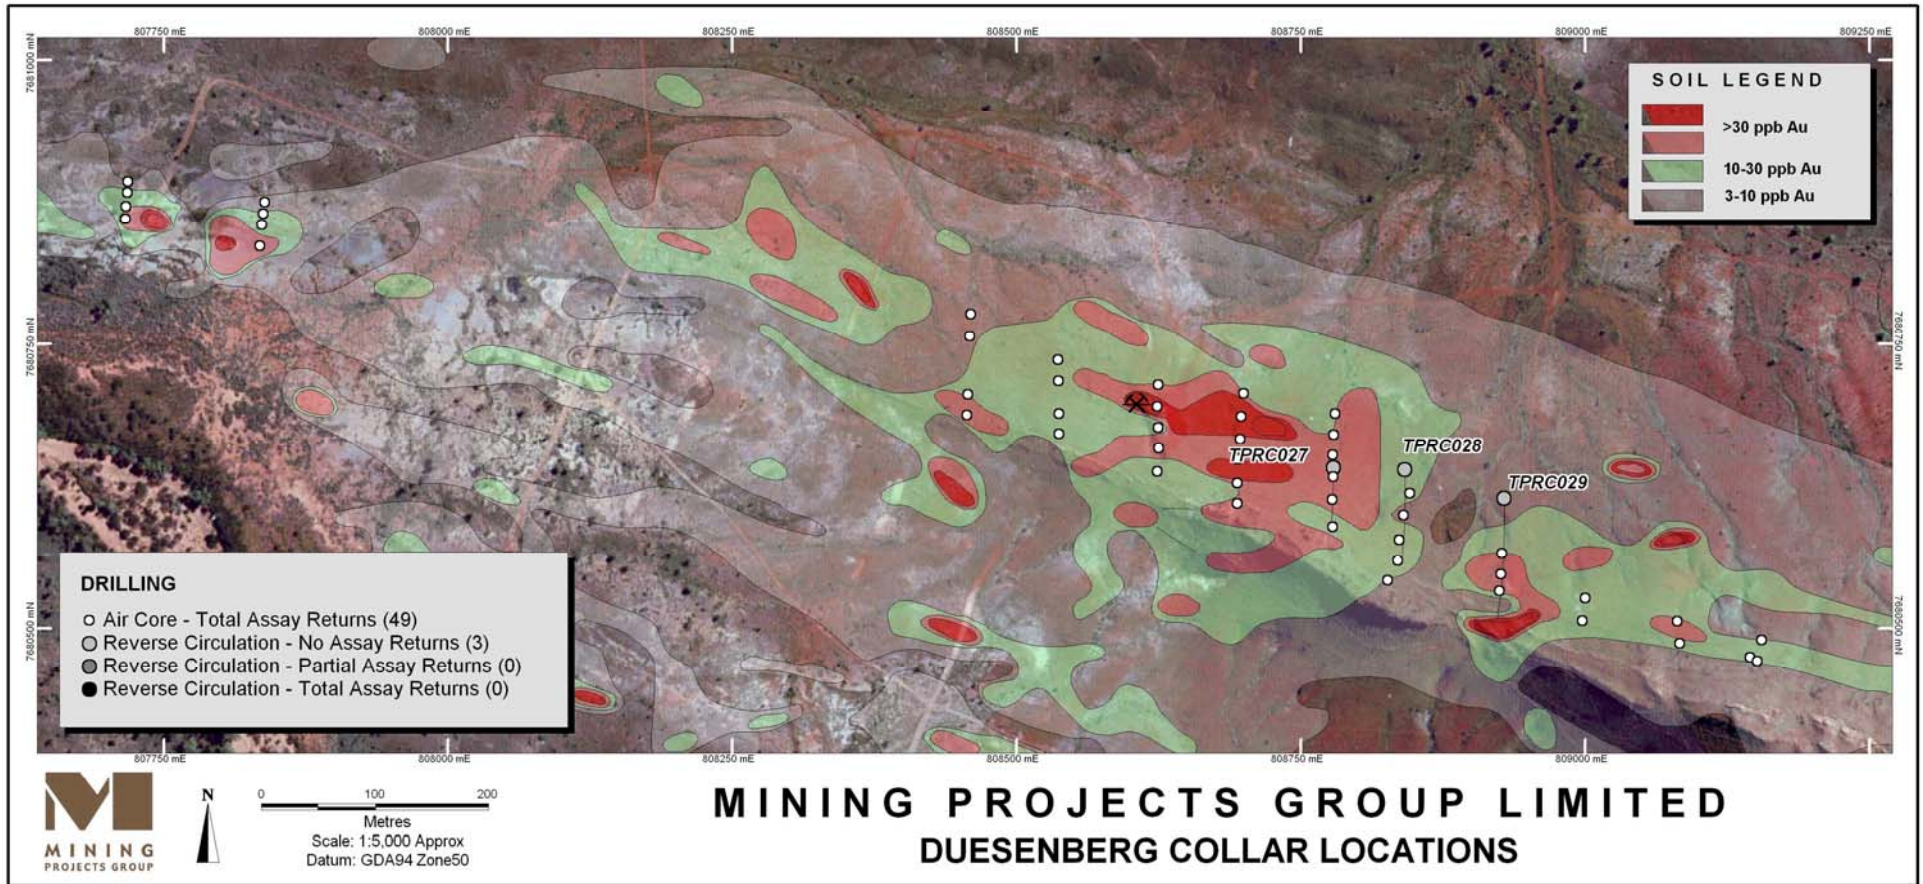 807750 mE 808000 mE 808250 mE 808500 mE 808750 mE 809000 mE 809250 mE
7681000 mN
7680750 mN
7680500 mN
7680750 mN
7680500 mN
SOIL LEGEND
>30 ppb Au
10-30 ppb Au
3-10 ppb Au
TPRC027
TPRC028
TPRC029
DRILLING
Air Core - Total Assay Returns (49)
Reverse Circulation - No Assay Returns (3)
Reverse Circulation - Partial Assay Returns (0)
Reverse Circulation - Total Assay Returns (0)
807750 mE 808000 mE 808250 mE 808500 mE 808750 mE 809000 mE
MINING
PROJECTS GROUP
N
0 100 200
Metres
Scale: 1:5,000 Approx
Datum: GDA94 Zone50
MINING PROJECTS GROUP LIMITED
DUESENBERG COLLAR LOCATIONS